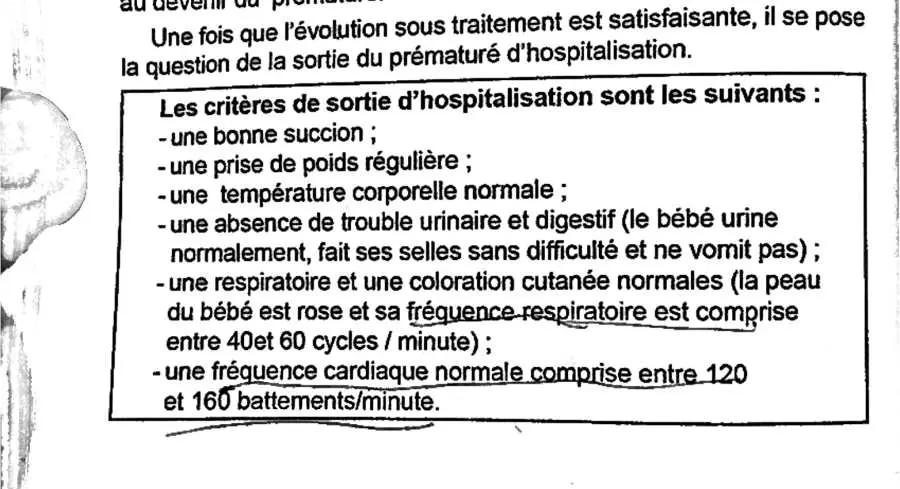 au devenir du prématuré.
Une fois que l'évolution sous traitement est satisfaisante, il se pose
la question de la sortie du prématuré d'hospitalisation.
Les critères de sortie d'hospitalisation sont les suivants :
- une bonne succion ;
- une prise de poids régulière ;
- une température corporelle normale ;
- une absence de trouble urinaire et digestif (le bébé urine
normalement, fait ses selles sans difficulté et ne vomit pas) ;
- une respiratoire et une coloration cutanée normales (la peau
du bébé est rose et sa fréquence respiratoire est comprise
entre 40et 60 cycles / minute) ;
- une fréquence cardiaque normale comprise entre 120
et 160 battements/minute.